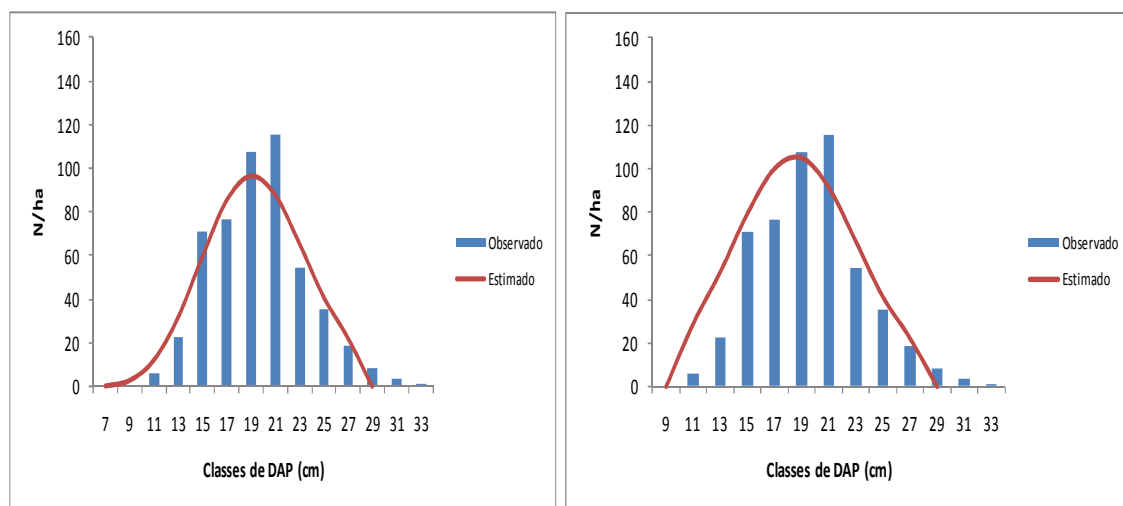 160
140
120
100
80
60
40
20
0
N/ha
7 9 11 13 15 17 19 21 23 25 27 29 31 33
Classes de DAP (cm)
Observado
Estimado
160
140
120
100
80
60
40
20
0
N/ha
9 11 13 15 17 19 21 23 25 27 29 31 33
Classes de DAP (cm)
Observado
Estimado